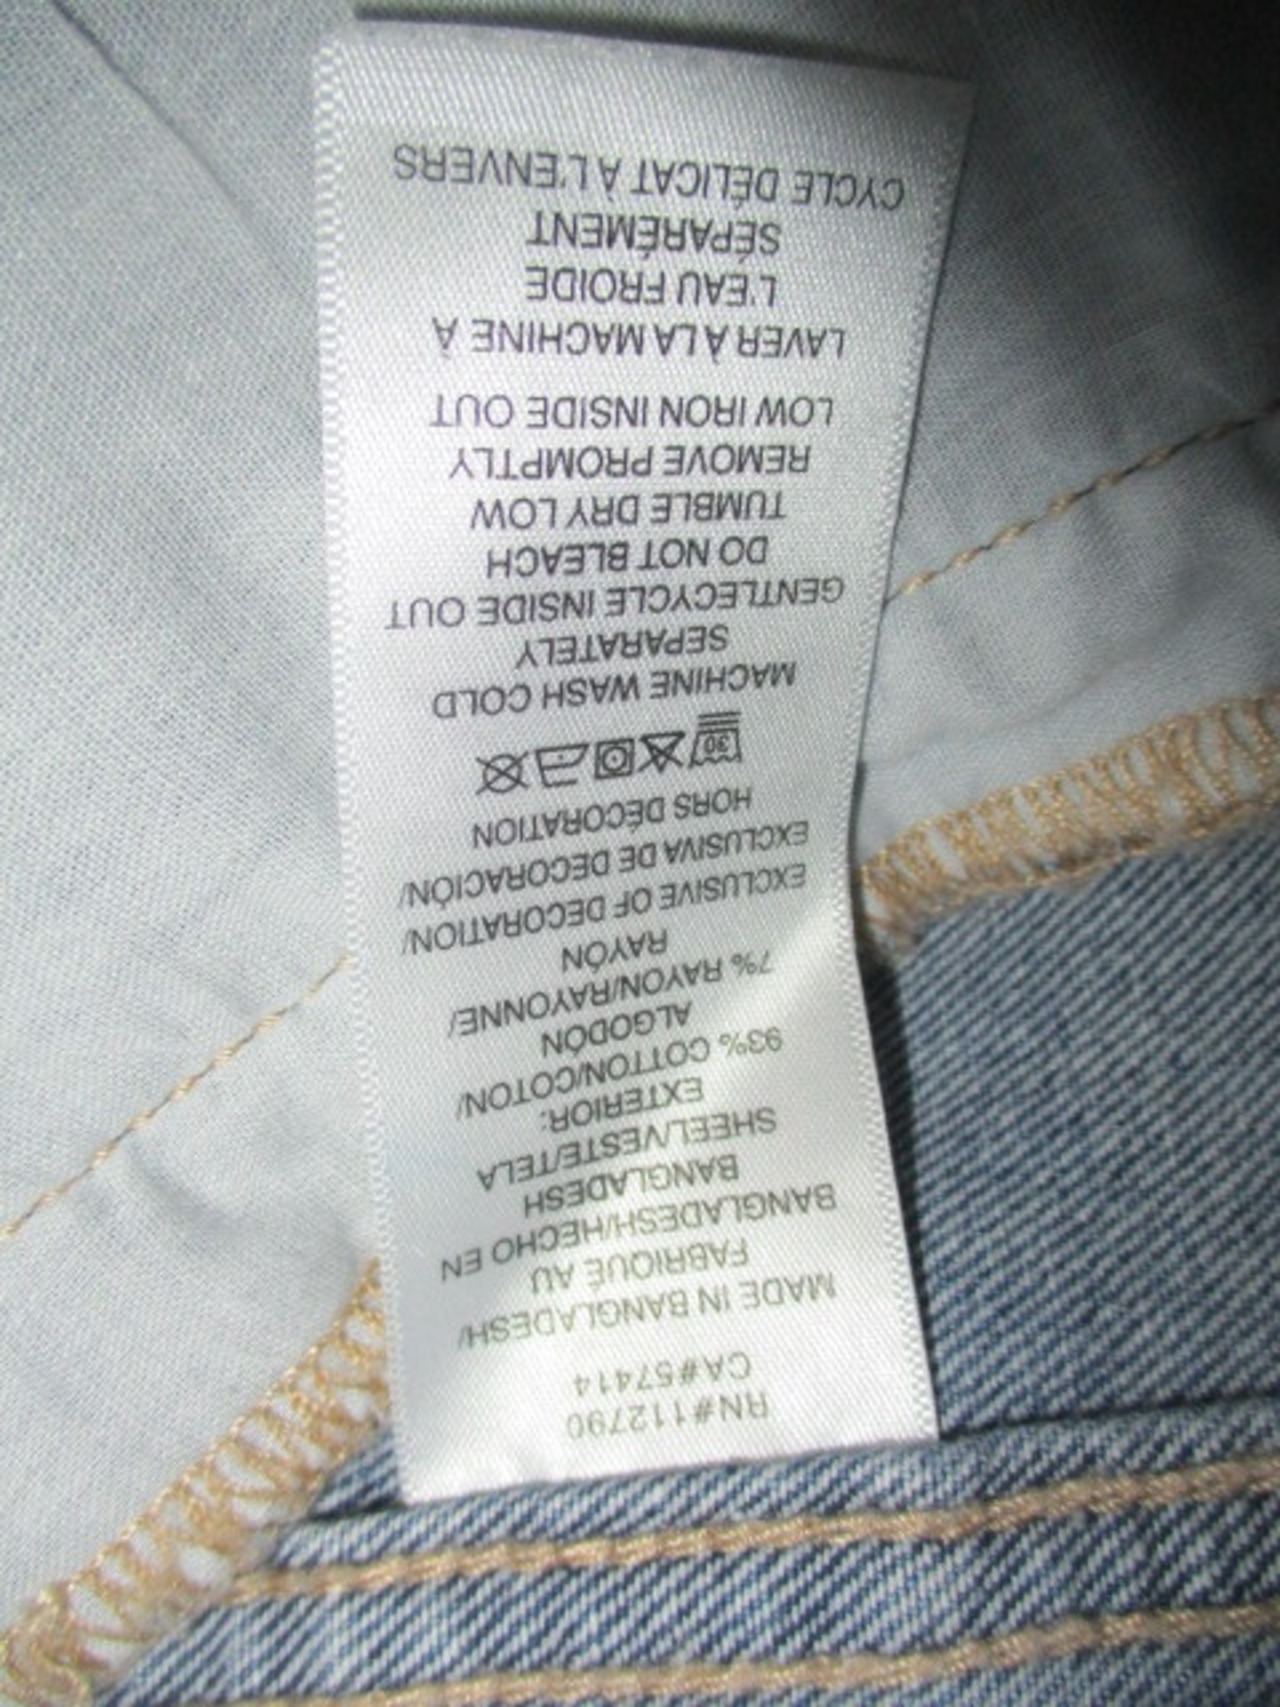 RN#112790
CA#57414
MADE IN BANGLADESH/
FABRIQUÉ AU
BANGLADESH/HECHO EN
BANGLADESH
SHEEL/VESTE/TELA
EXTERIOR:
93% COTTON/COTON/
ALGODÓN
7% RAYON/RAYONNE/
RAYÓN
EXCLUSIVE OF DECORATION/
EXCLUSIVA DE DECORACIÓN/
HORS DÉCORATION
30
MACHINE WASH COLD
SEPARATELY
GENTLECYCLE INSIDE OUT
DO NOT BLEACH
TUMBLE DRY LOW
REMOVE PROMPTLY
LOW IRON INSIDE OUT
LAVER À LA MACHINE À
L'EAU FROIDE
SÉPARÉMENT
CYCLE DÉLICAT À L'ENVERS